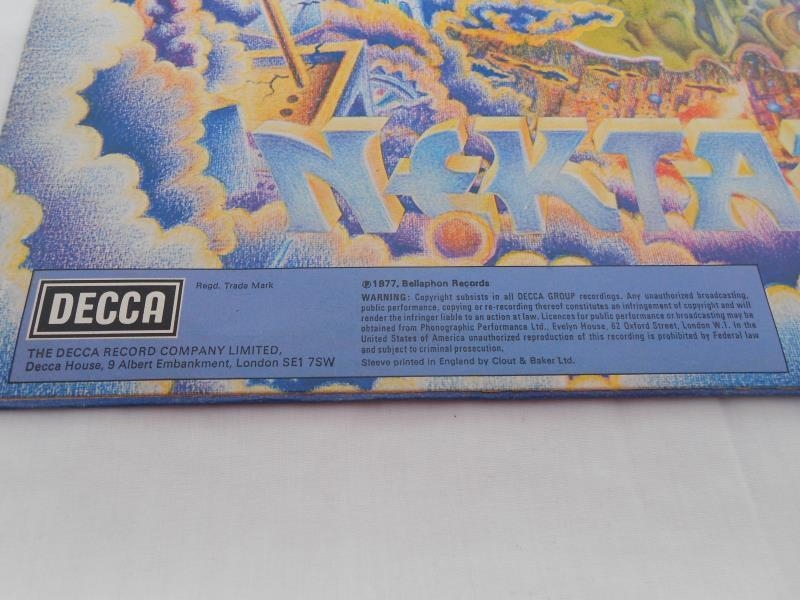 NEKTA
DECCA
Regd. Trade Mark
THE DECCA RECORD COMPANY LIMITED,
Decca House, 9 Albert Embankment, London SE1 7SW
℗1977, Bellaphon Records
WARNING: Copyright subsists in all DECCA GROUP recordings. Any unauthorized broadcasting,
public performance, copying or re-recording thereof constitutes an infringement of copyright and will
render the infringer liable to an action at law. Licences for public performance or broadcasting may be
obtained from Phonographic Performance Ltd., Evelyn House, 62 Oxford Street, London W.1. In the
United States of America unauthorized reproduction of this recording is prohibited by Federal law
and subject to criminal prosecution.
Sleeve printed in England by Clout & Baker Ltd.